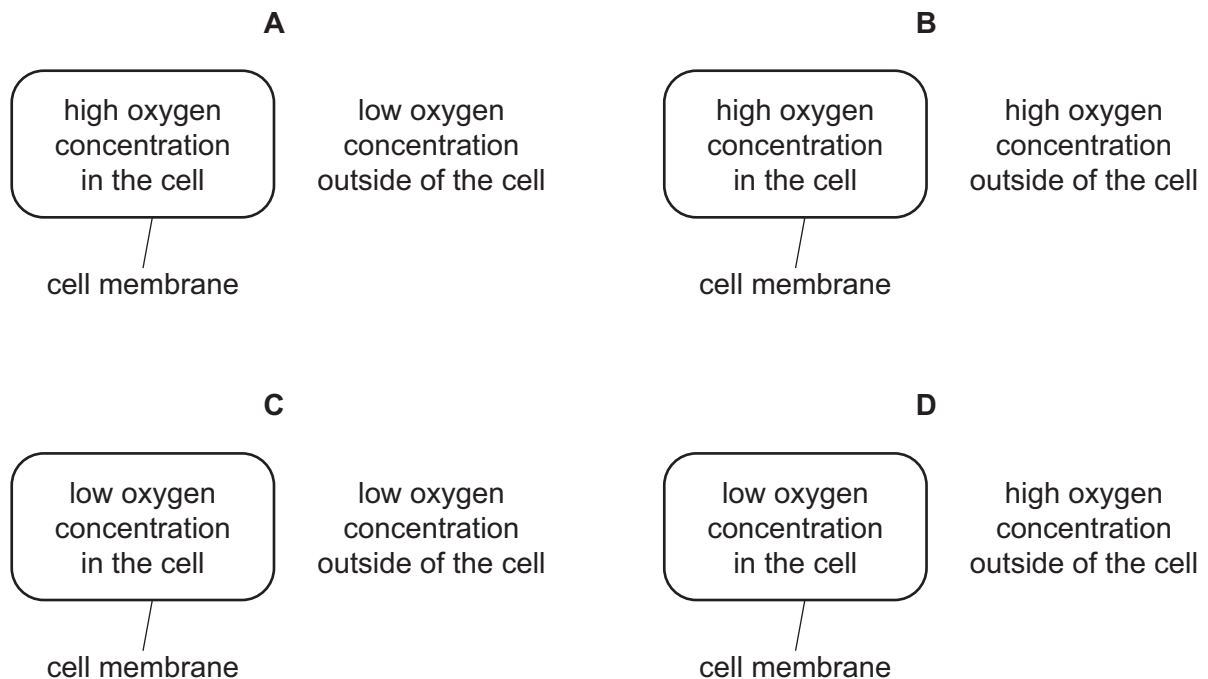 A
high oxygen
concentration
in the cell
low oxygen
concentration
outside of the cell
cell membrane
B
high oxygen
concentration
in the cell
high oxygen
concentration
outside of the cell
cell membrane
C
low oxygen
concentration
in the cell
low oxygen
concentration
outside of the cell
cell membrane
D
low oxygen
concentration
in the cell
high oxygen
concentration
outside of the cell
cell membrane